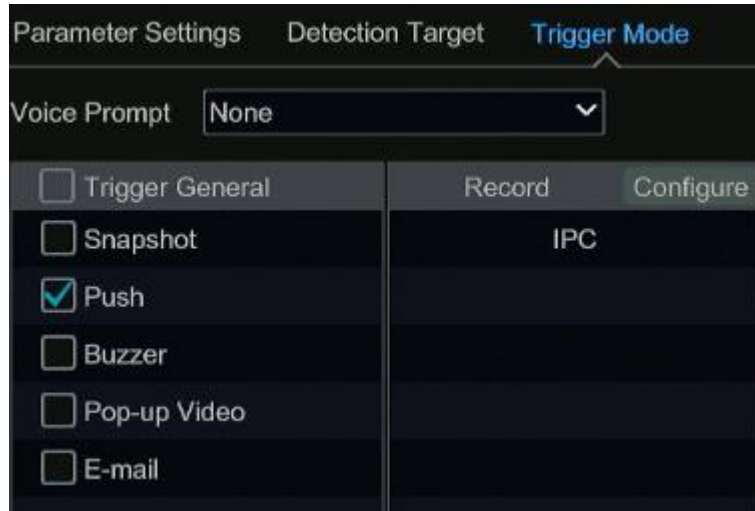 Parameter Settings Detection Target Trigger Mode
Voice Prompt None
Trigger General Record Configure
Snapshot IPC
Push
Buzzer
Pop-up Video
E-mail